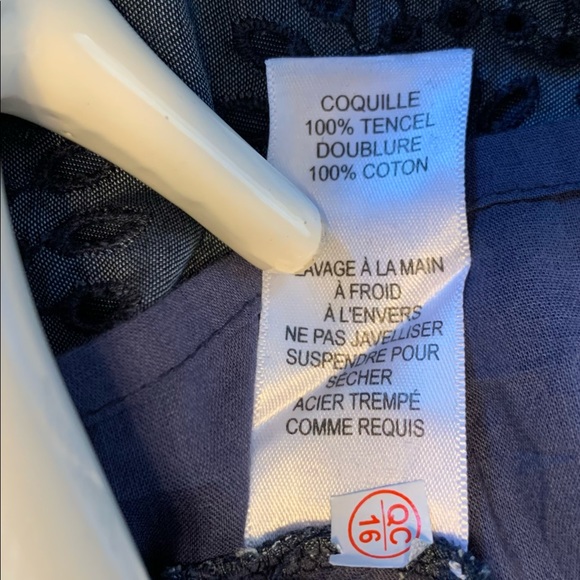 COQUILLE
100% TENCEL
DOUBLURE
100% COTON
LAVAGE À LA MAIN
À FROID
À L'ENVERS
NE PAS JAVELLISER
SUSPENDRE POUR
SÉCHER
ACIER TREMPÉ
COMME REQUIS
QC
16